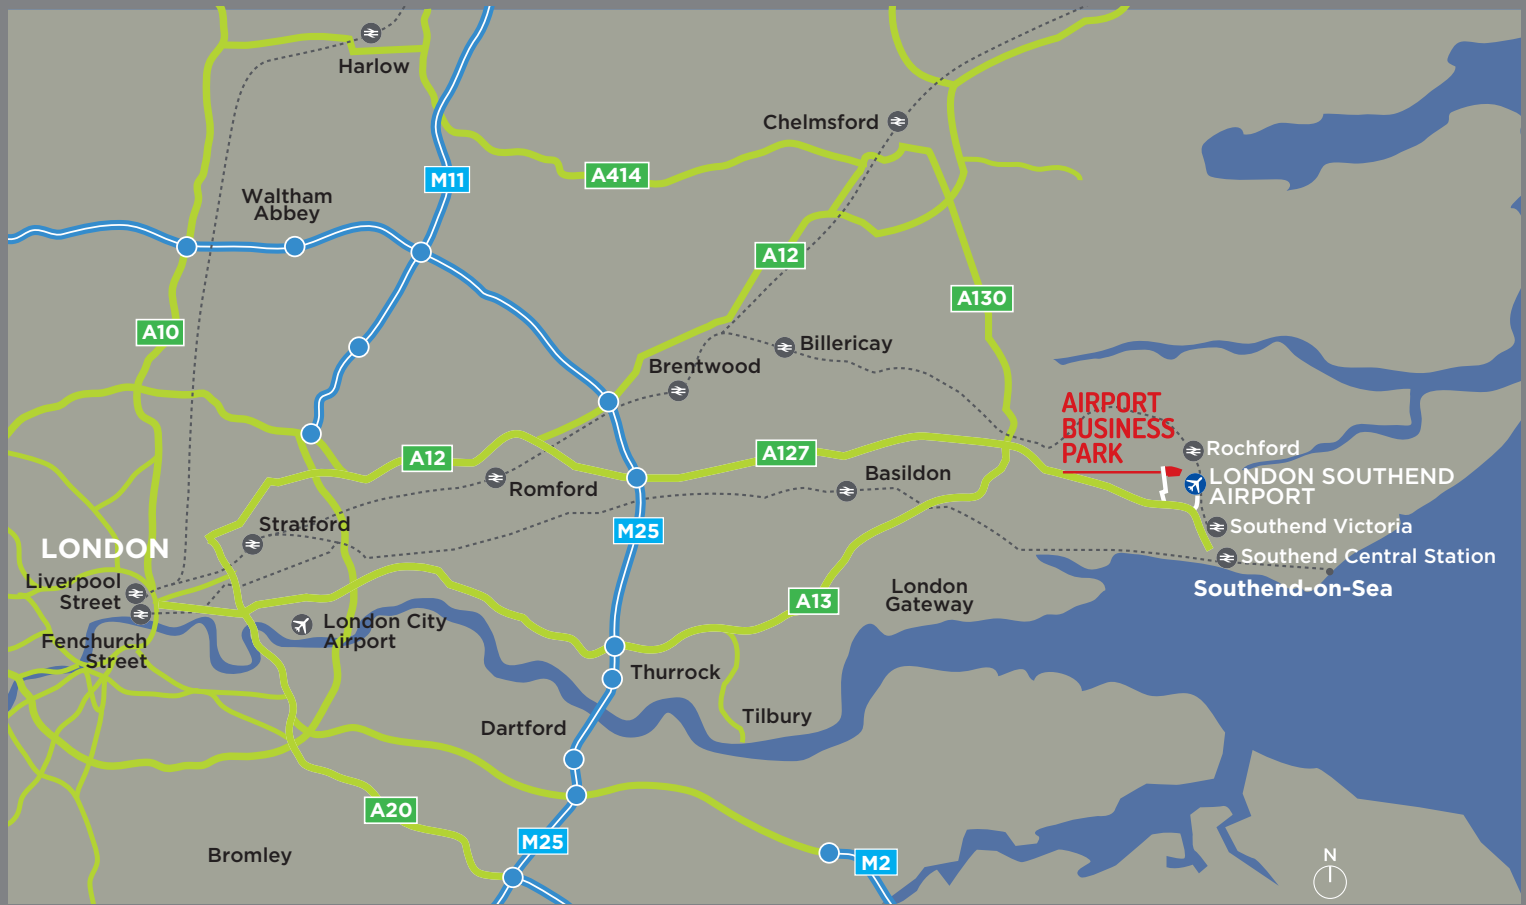 Harlow
Chelmsford
M11
A414
Waltham
Abbey
A12
A130
A10
Billericay
Brentwood
AIRPORT
BUSINESS
PARK
A12
A127
Rochford
Basildon
LONDON SOUTHEND
AIRPORT
Romford
Stratford
M25
Southend Victoria
LONDON
Southend Central Station
Liverpool
Street
London
Gateway
Southend-on-Sea
A13
London City
Airport
Fenchurch
Street
Thurrock
Tilbury
Dartford
A20
M25
Bromley
M2
N